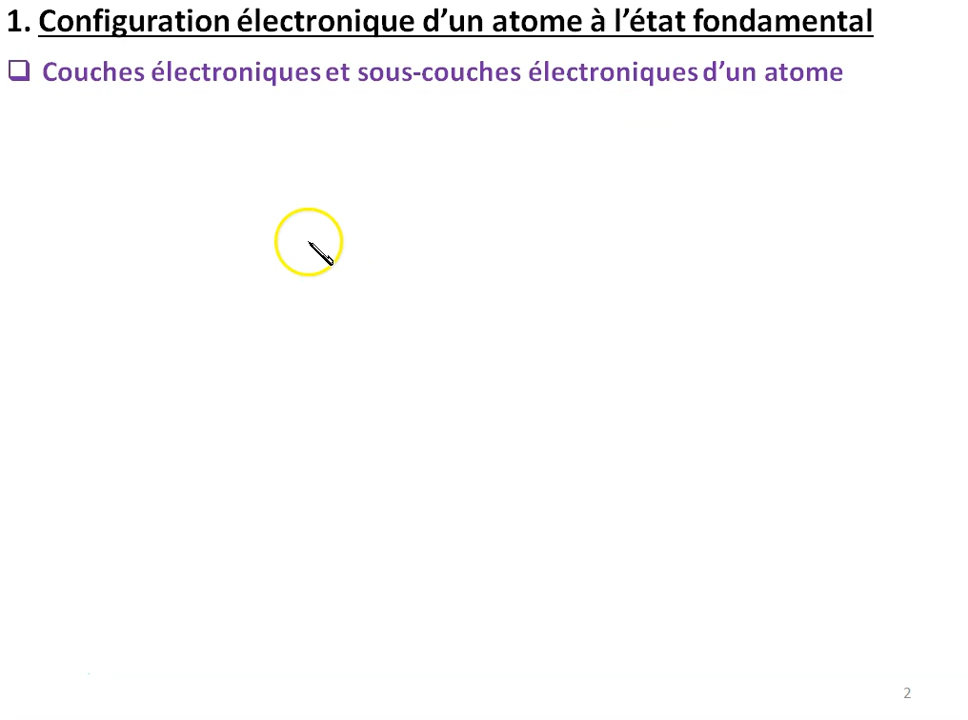 1. Configuration électronique d’un atome à l’état fondamental
❑ Couches électroniques et sous-couches électroniques d’un atome
2